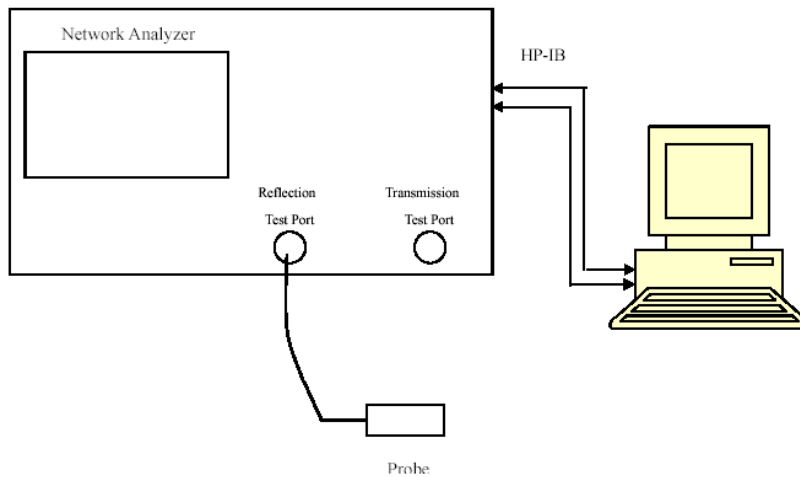 Network Analyzer
HP-IB
Reflection
Test Port
Transmission
Test Port
Probe